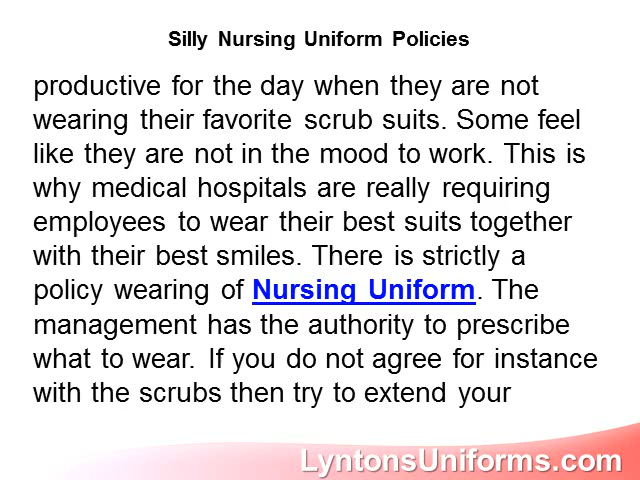 Silly Nursing Uniform Policies
productive for the day when they are not
wearing their favorite scrub suits. Some feel
like they are not in the mood to work. This is
why medical hospitals are really requiring
employees to wear their best suits together
with their best smiles. There is strictly a
policy wearing of Nursing Uniform. The
management has the authority to prescribe
what to wear. If you do not agree for instance
with the scrubs then try to extend your
LyntonsUniforms.com